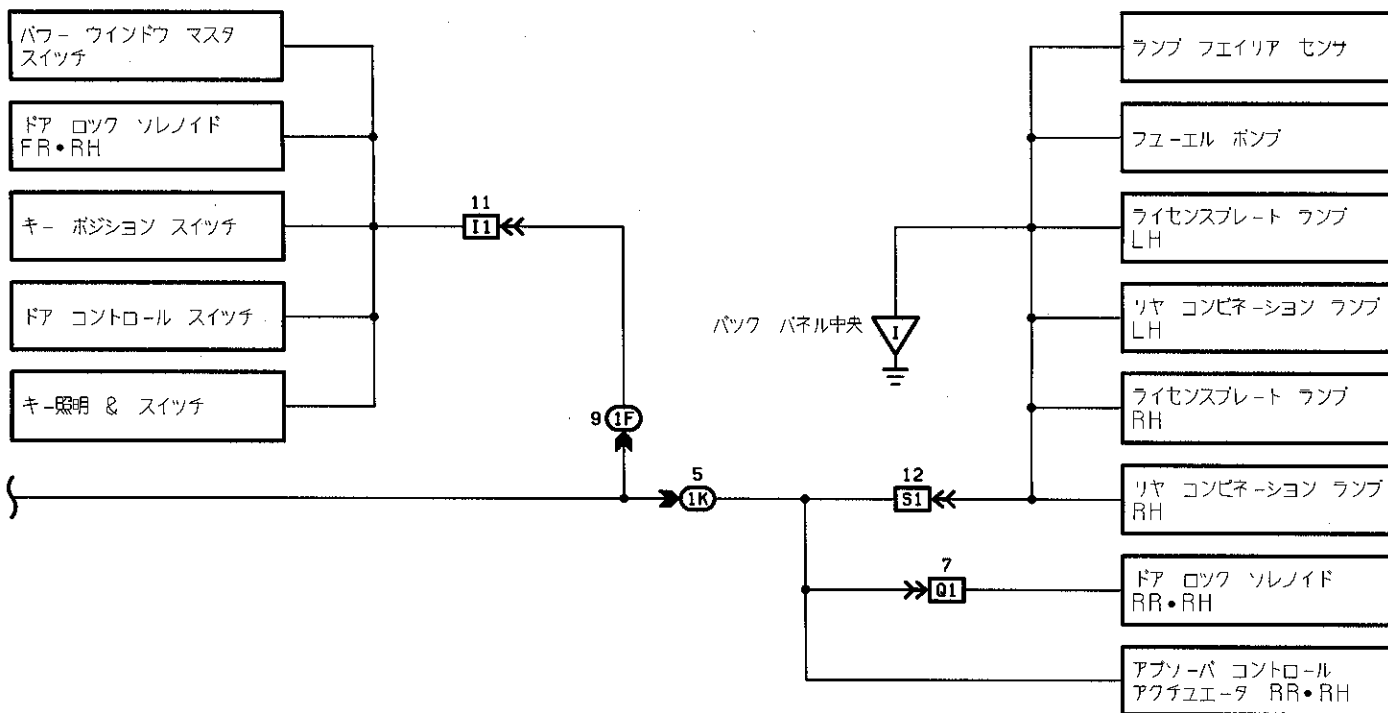 パワー ウインドウ マスタ
スイッチ
ドア ロック ソレノイド
FR•RH
キー ポジション スイッチ
ドア コントロール スイッチ
キー照明 & スイッチ
11
I1
9
1F
5
1K
バック パネル中央
I
12
S1
7
Q1
ランプ フェイリア センサ
フューエル ポンプ
ライセンスプレート ランプ
LH
リヤ コンビネーション ランプ
LH
ライセンスプレート ランプ
RH
リヤ コンビネーション ランプ
RH
ドア ロック ソレノイド
RR•RH
アブソーバ コントロール
アクチュエータ RR•RH